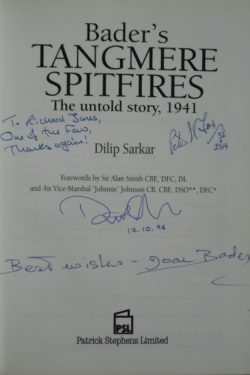 Bader's
TANGMERE
SPITFIRES
The untold story, 1941
To Richard Jones,
One of the Few,
Thanks again!
Dilip Sarkar
234
Forewords by Sir Alan Smith CBE, DFC, DL
and Air Vice-Marshal 'Johnnie' Johnson CB, CBE, DSO**, DFC*
12.10.96
Best wishes - Joan Bader
PSL
Patrick Stephens Limited